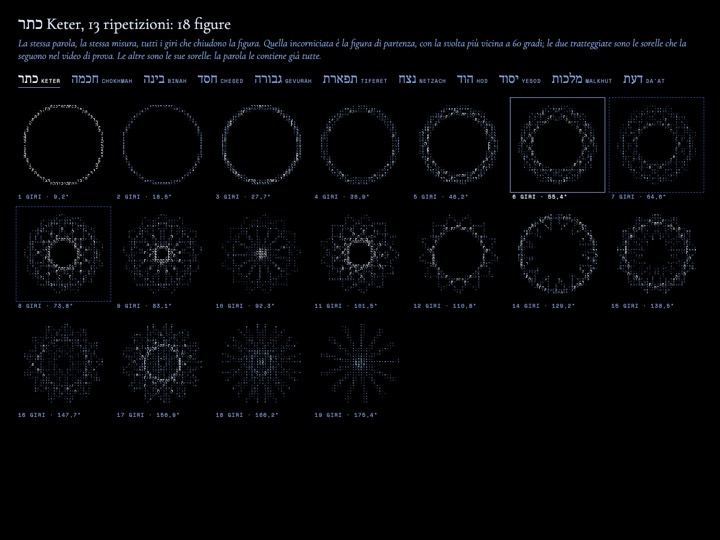 כתר Keter, 13 ripetizioni: 18 figure
La stessa parola, la stessa misura, tutti i giri che chiudono la figura. Quella incorniciata è la figura di partenza, con la svolta più vicina a 60 gradi; le due tratteggiate sono le sorelle che la
seguono nel video di prova. Le altre sono le sue sorelle: la parola le contiene già tutte.
כתר KETER חכמה CHOKHMAH בינה BINAH חסד CHESED גבורה GEVURAH תפארת TIFERET נצח NETZACH הוד HOD יסוד YESOD מלכות MALKHUT דעת DA'AT
1 GIRI · 9,2° 2 GIRI · 18,5° 3 GIRI · 27,7° 4 GIRI · 36,9° 5 GIRI · 46,2° 6 GIRI · 55,4° 7 GIRI · 64,6°
8 GIRI · 73,8° 9 GIRI · 83,1° 10 GIRI · 92,3° 11 GIRI · 101,5° 12 GIRI · 110,8° 14 GIRI · 129,2° 15 GIRI · 138,5°
16 GIRI · 147,7° 17 GIRI · 156,9° 18 GIRI · 166,2° 19 GIRI · 175,4°